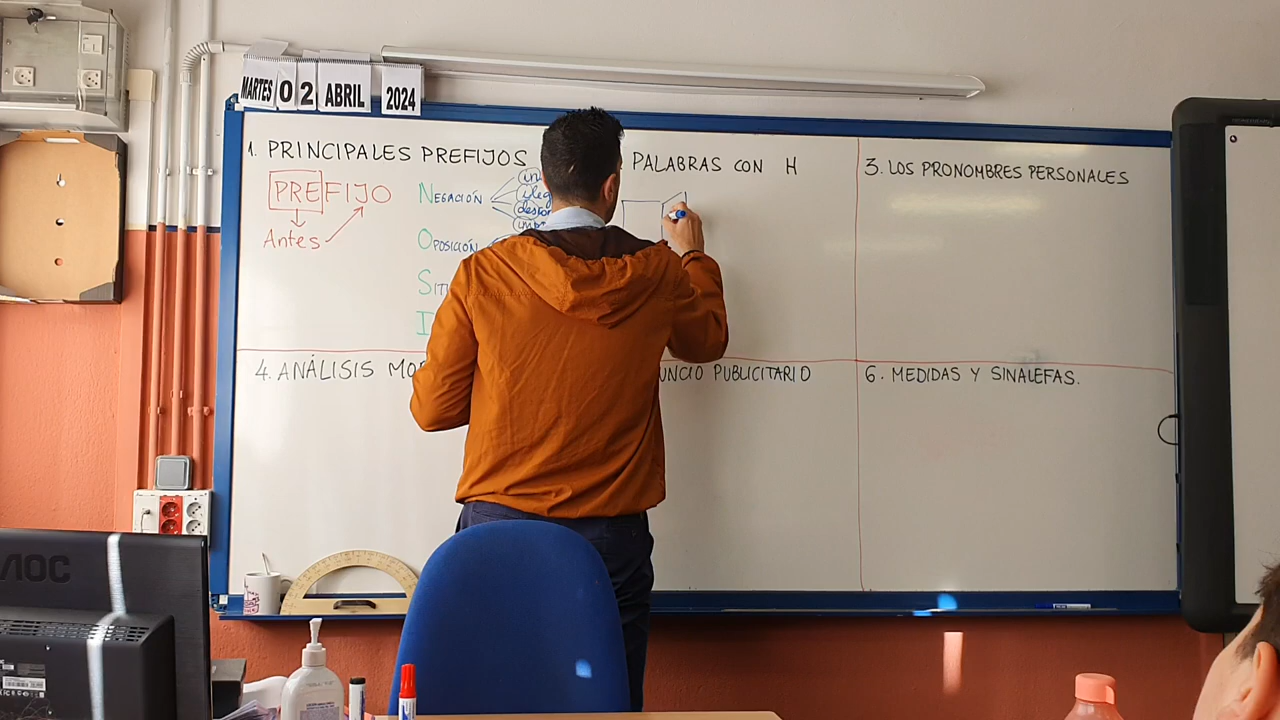 MARTES 02 ABRIL 2024
1. PRINCIPALES PREFIJOS
PREFIJO
Antes
NEGACIÓN
OPOSICIÓN
PALABRAS CON H
3. LOS PRONOMBRES PERSONALES
4. ANÁLISIS
PUBLICITARIO
6. MEDIDAS Y SINALEFAS.
AOC